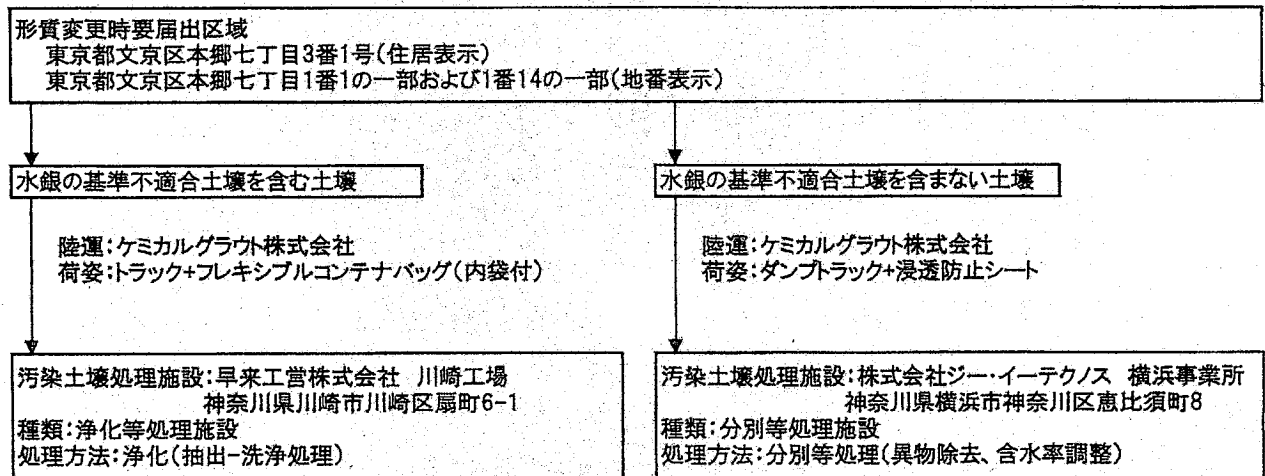 形質変更時要届出区域
東京都文京区本郷七丁目3番1号(住居表示)
東京都文京区本郷七丁目1番1の一部および1番14の一部(地番表示)
水銀の基準不適合土壌を含む土壌
陸運:ケミカルグラウト株式会社
荷姿:トラック+フレキシブルコンテナバッグ(内袋付)
汚染土壌処理施設:早来工営株式会社 川崎工場
神奈川県川崎市川崎区扇町6-1
種類:浄化等処理施設
処理方法:浄化(抽出-洗浄処理)
水銀の基準不適合土壌を含まない土壌
陸運:ケミカルグラウト株式会社
荷姿:ダンプトラック+浸透防止シート
汚染土壌処理施設:株式会社ジー・イーテクノス 横浜事業所
神奈川県横浜市神奈川区恵比須町8
種類:分別等処理施設
処理方法:分別等処理(異物除去、含水率調整)